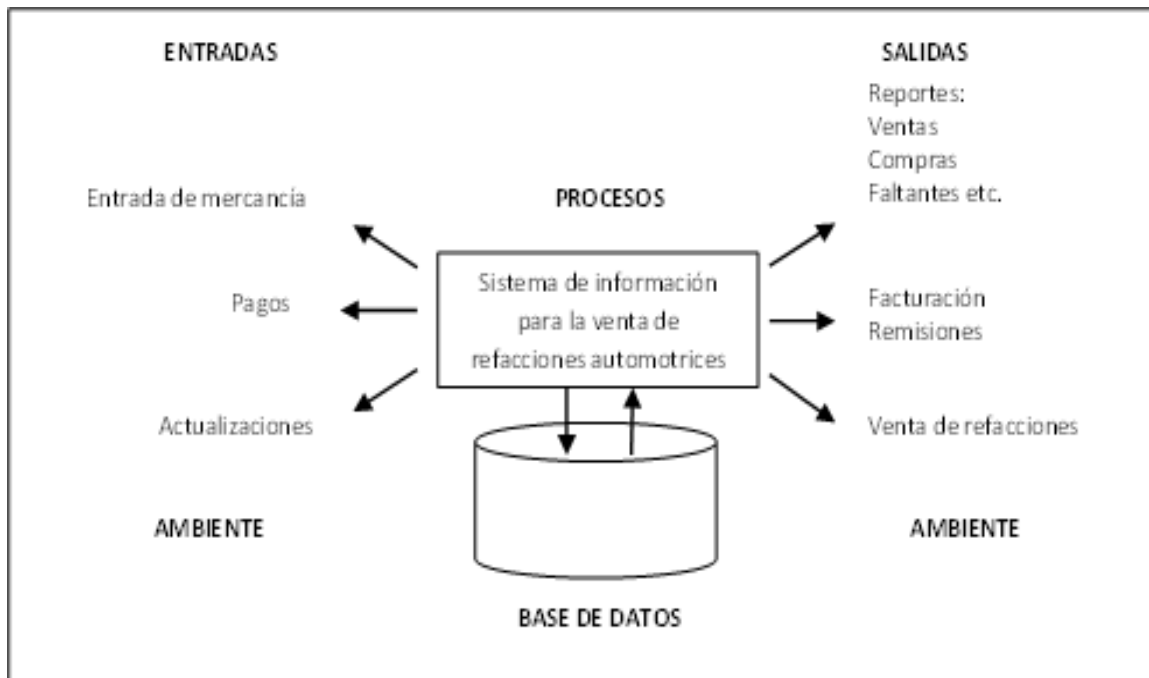 ENTRADAS
SALIDAS
Reportes:
Ventas
Compras
Faltantes etc.
Entrada de mercancía
PROCESOS
Sistema de información
para la venta de
refacciones automotrices
Pagos
Facturación
Remisiones
Actualizaciones
Venta de refacciones
AMBIENTE
AMBIENTE
BASE DE DATOS